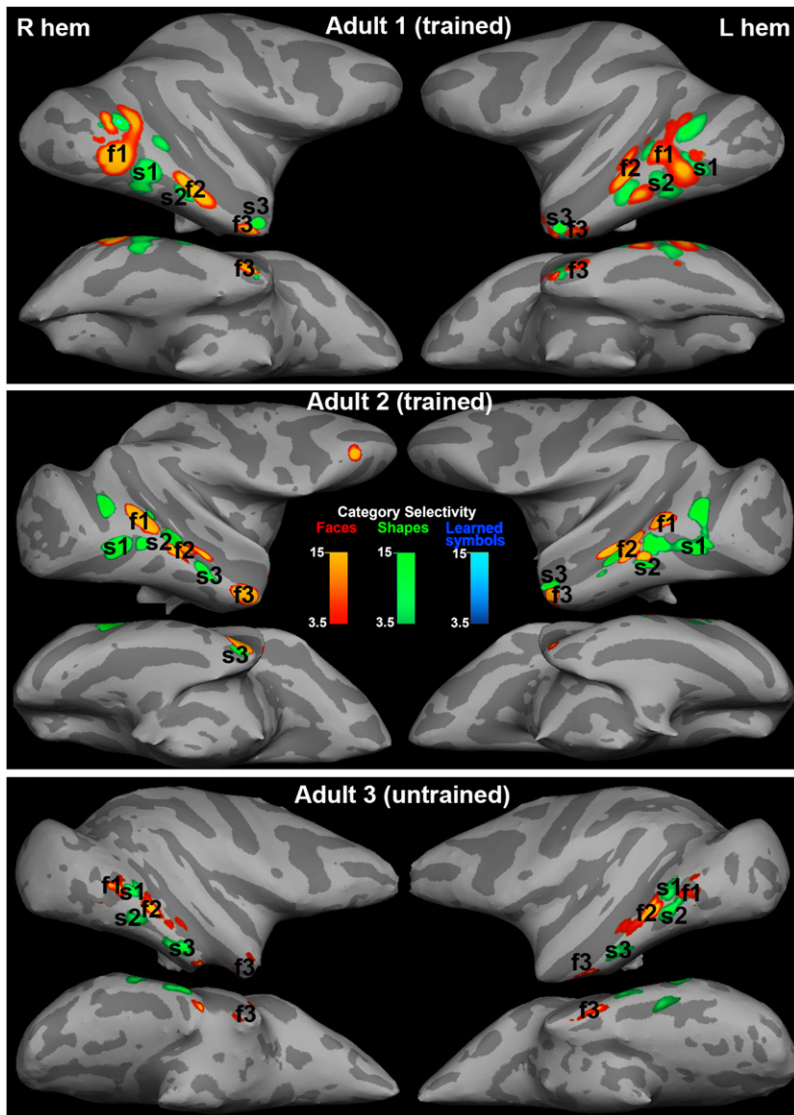 R hem Adult 1 (trained) L hem
f1
s1
s2
f2
s3
f3
f3
f1
f2
s2
s1
s3
f3
f3
Adult 2 (trained)
f1
s1
s2
f2
s3
f3
s3
Category Selectivity
Faces Shapes Learned
symbols
15 15 15
3.5 3.5 3.5
f1
f2
s1
s2
s3
f3
Adult 3 (untrained)
f1
s1
f2
s2
s3
f3
f3
s1
f1
f2
s2
s3
f3
f3